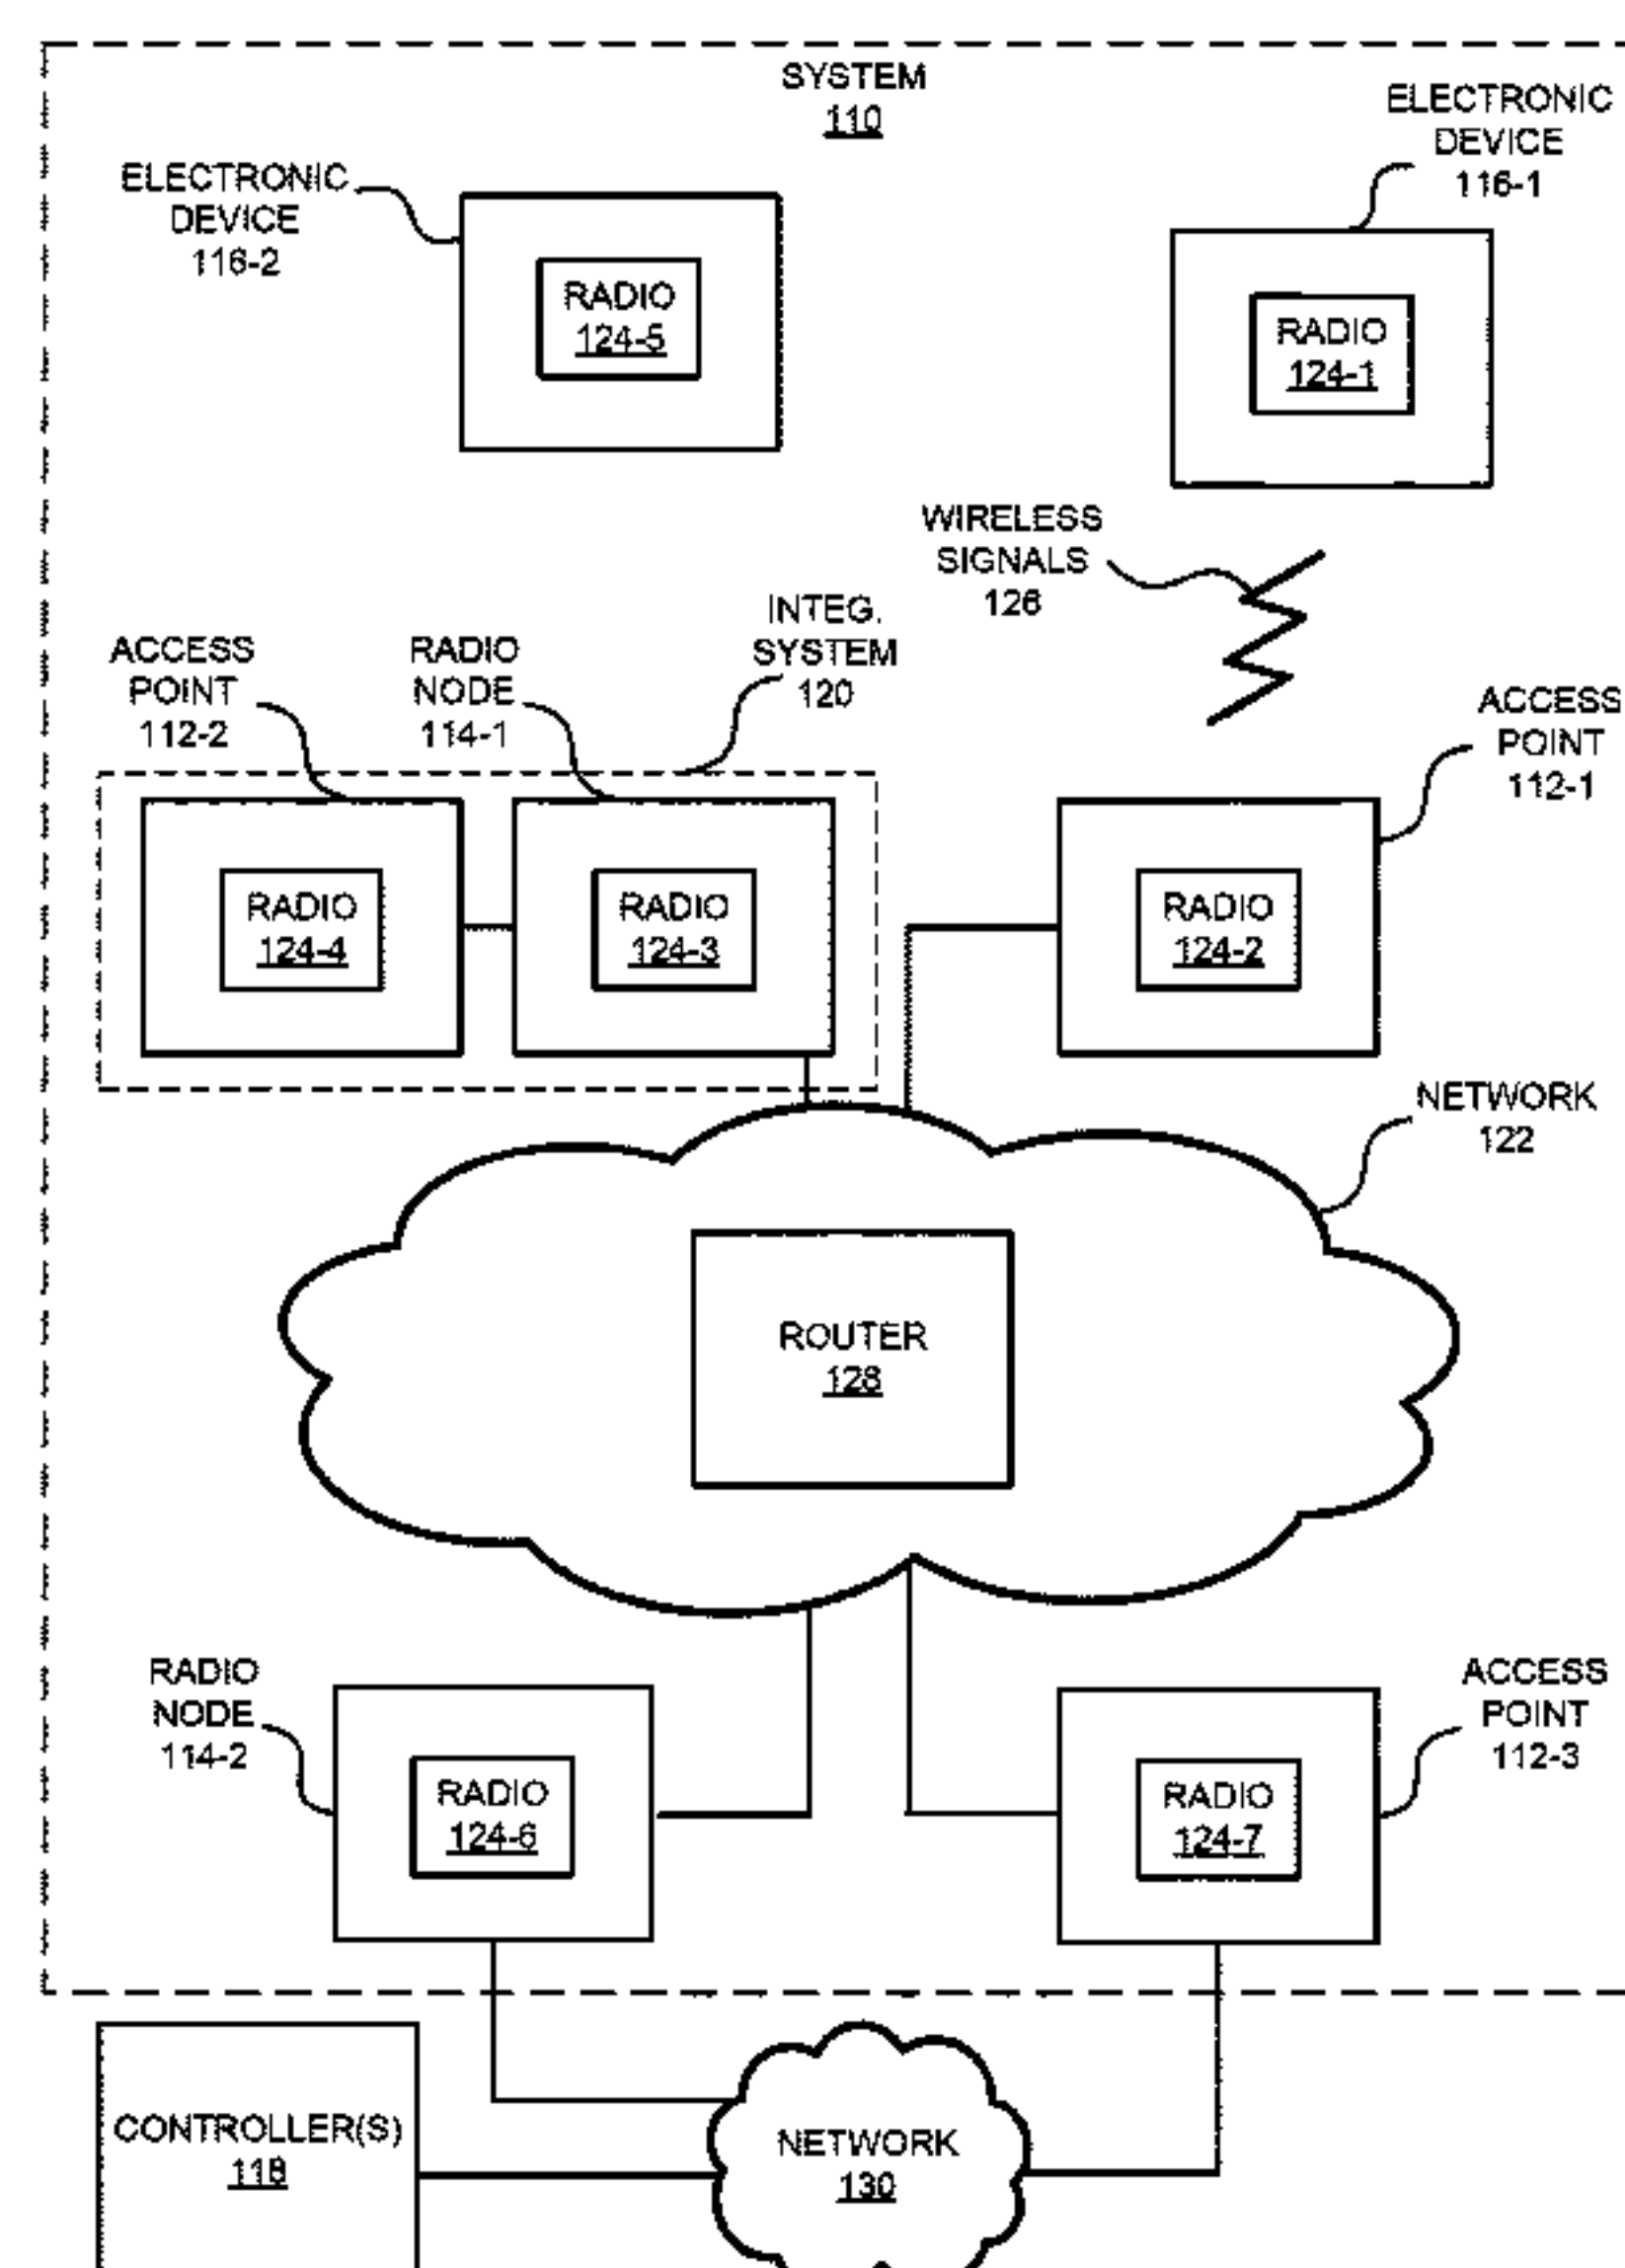 SYSTEM
110
ELECTRONIC
DEVICE
116-1
ELECTRONIC
DEVICE
116-2
RADIO
124-5
RADIO
124-1
WIRELESS
SIGNALS
126
INTEG.
SYSTEM
120
ACCESS
POINT
112-2
RADIO
NODE
114-1
ACCESS
POINT
112-1
RADIO
124-4
RADIO
124-3
RADIO
124-2
NETWORK
122
ROUTER
128
RADIO
NODE
114-2
ACCESS
POINT
112-3
RADIO
124-6
RADIO
124-7
CONTROLLER(S)
118
NETWORK
130